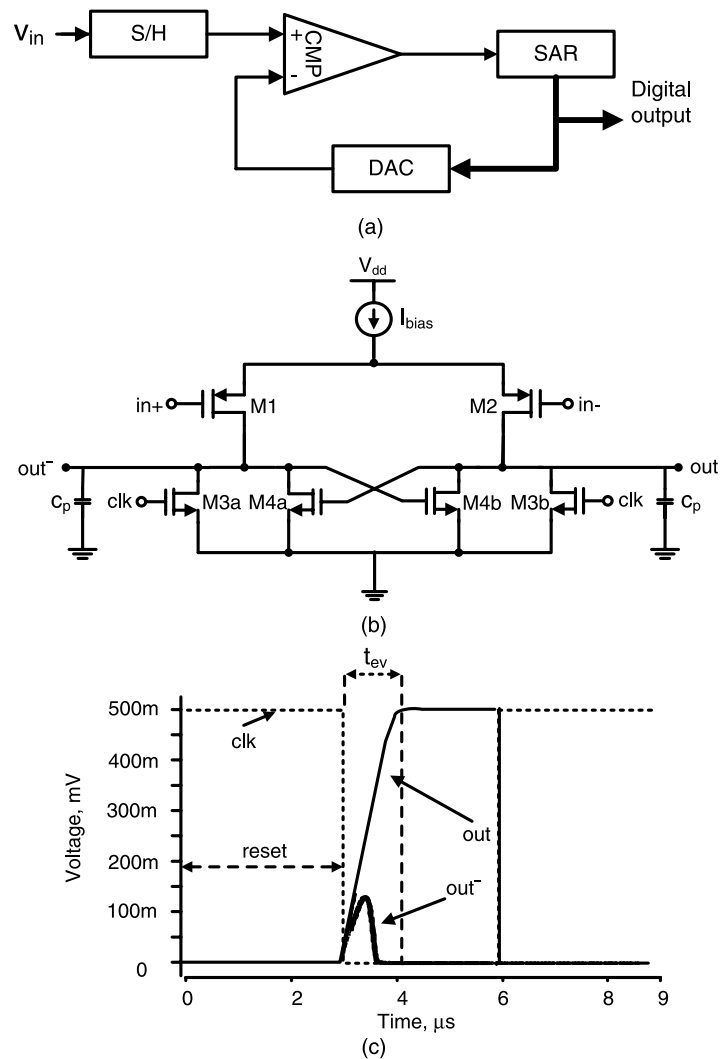 Vin S/H + CMP - SAR
Digital
output
DAC
(a)
Vdd
Ibias
in+ M1 M2 in-
out⁻ out
cp clk M3a M4a M4b M3b clk cp
(b)
tev
500m
clk
400m
300m
out
200m
reset
out⁻
100m
0
Voltage, mV
0 2 4 6 8 9
Time, μs
(c)